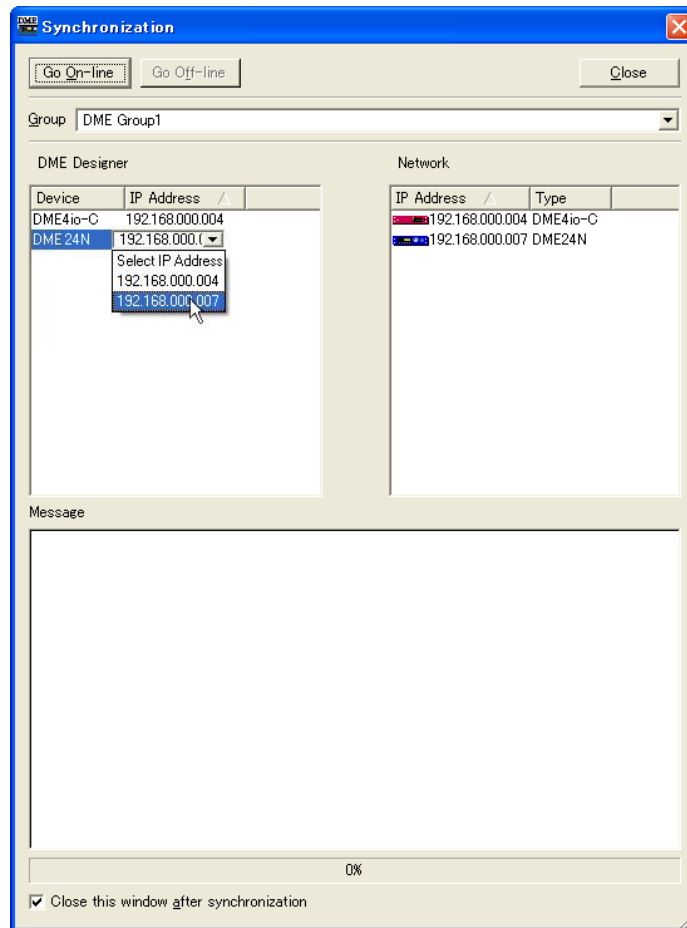 DME
Synchronization
Go On-line Go Off-line Close
Group DME Group1
DME Designer Network
Device IP Address IP Address Type
DME4io-C 192.168.000.004 192.168.000.004 DME4io-C
DME24N 192.168.000.( 192.168.000.007 DME24N
Select IP Address
192.168.000.004
192.168.000.007
Message
0%
Close this window after synchronization